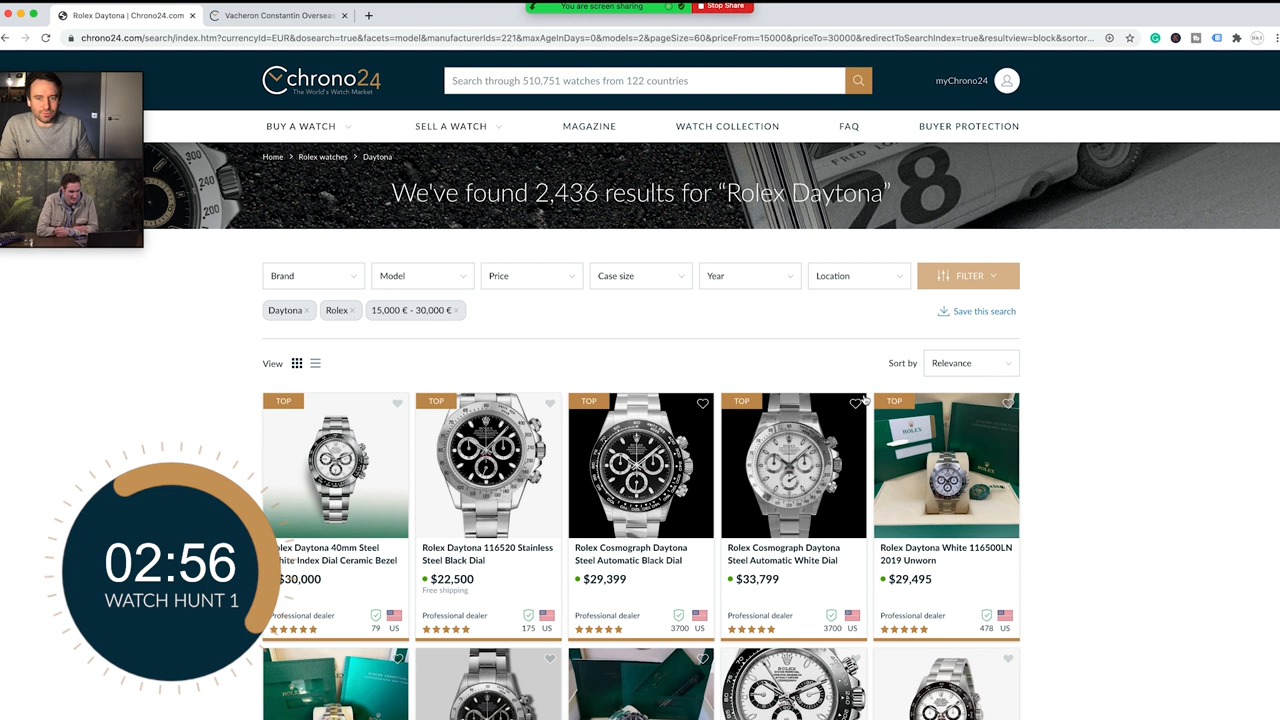 You are screen sharing
Stop Share
Rolex Daytona | Chrono24.com
Vacheron Constantin Overseas
chrono24.com/search/index.htm?currencyId=EUR&dosearch=true&facets=model&manufacturerIds=221&maxAgeInDays=0&models=2&pageSize=60&priceFrom=15000&priceTo=30000&redirectToSearchIndex=true&resultview=block&sortor...
chrono24
The World's Watch Market
Search through 510,751 watches from 122 countries
myChrono24
BUY A WATCH
SELL A WATCH
MAGAZINE
WATCH COLLECTION
FAQ
BUYER PROTECTION
Home
Rolex watches
Daytona
We've found 2,436 results for “Rolex Daytona”
Brand
Model
Price
Case size
Year
Location
FILTER
Daytona
Rolex
15,000 € - 30,000 €
Save this search
View
Sort by
Relevance
TOP
TOP
TOP
TOP
TOP
olex Daytona 40mm Steel
hite Index Dial Ceramic Bezel
$30,000
rofessional dealer
79 US
Rolex Daytona 116520 Stainless
Steel Black Dial
$22,500
Free shipping
Professional dealer
175 US
Rolex Cosmograph Daytona
Steel Automatic Black Dial
$29,399
Professional dealer
3700 US
Rolex Cosmograph Daytona
Steel Automatic White Dial
$33,799
Professional dealer
3700 US
Rolex Daytona White 116500LN
2019 Unworn
$29,495
Professional dealer
478 US
02:56
WATCH HUNT 1
FRED LO
28
200
240
300
ROLEX